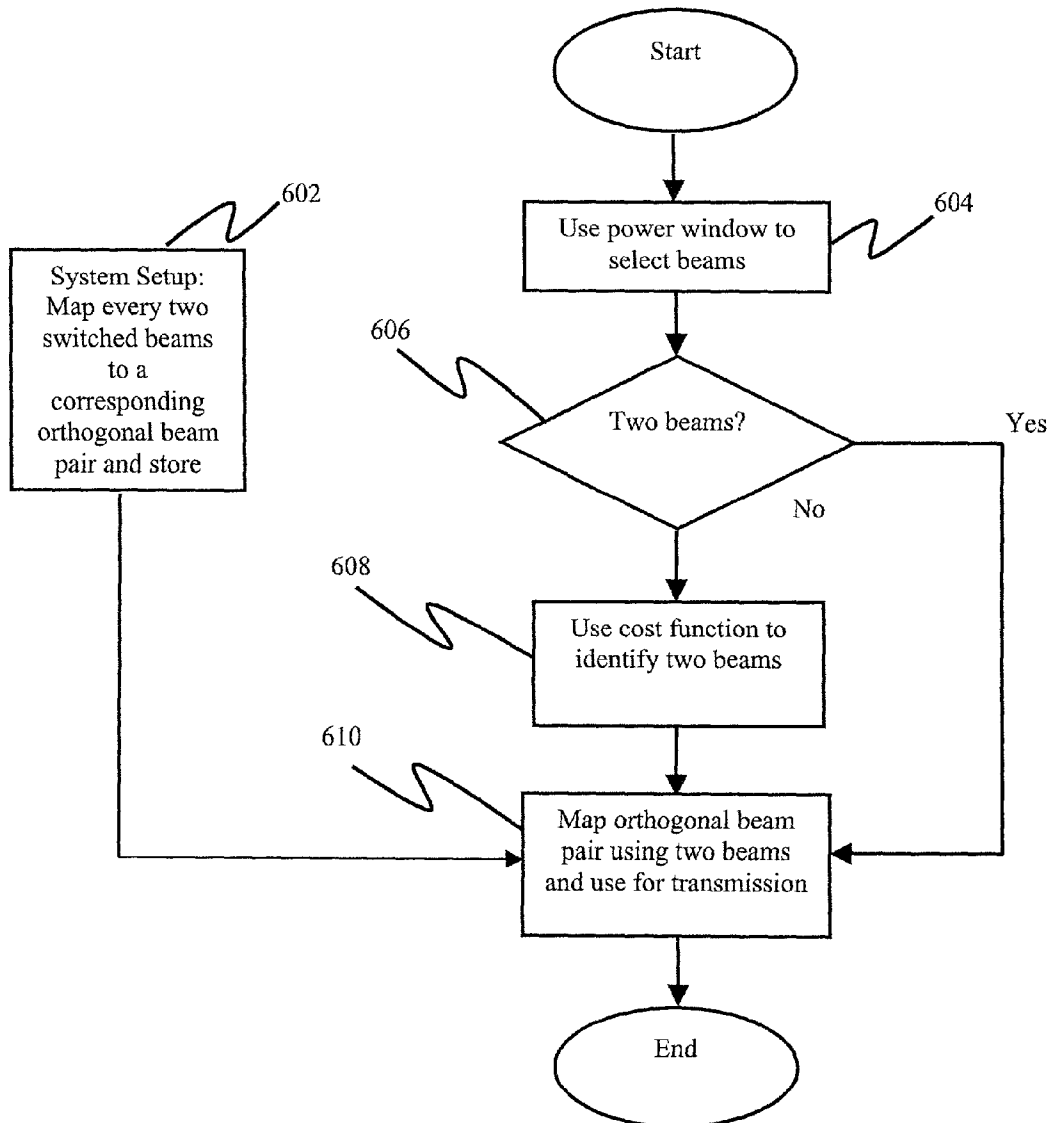 Start
602
604
Use power window to
select beams
System Setup:
Map every two
switched beams
to a
corresponding
orthogonal beam
pair and store
606
Two beams?
Yes
No
608
Use cost function to
identify two beams
610
Map orthogonal beam
pair using two beams
and use for transmission
End